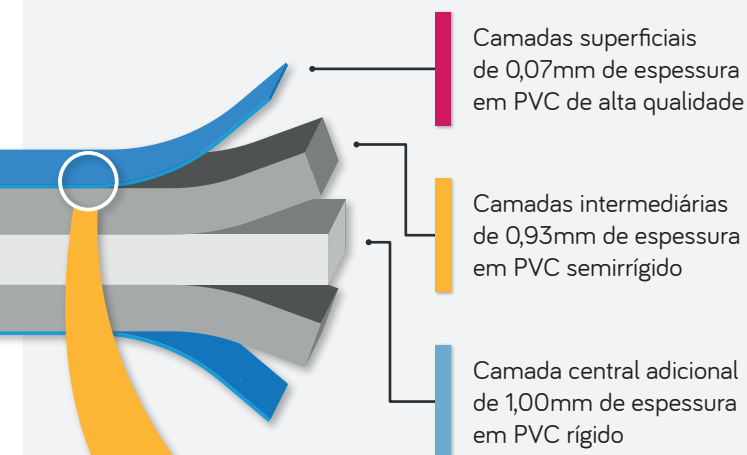 Camadas superficiais
de 0,07mm de espessura
em PVC de alta qualidade
Camadas intermediárias
de 0,93mm de espessura
em PVC semirrígido
Camada central adicional
de 1,00mm de espessura
em PVC rígido